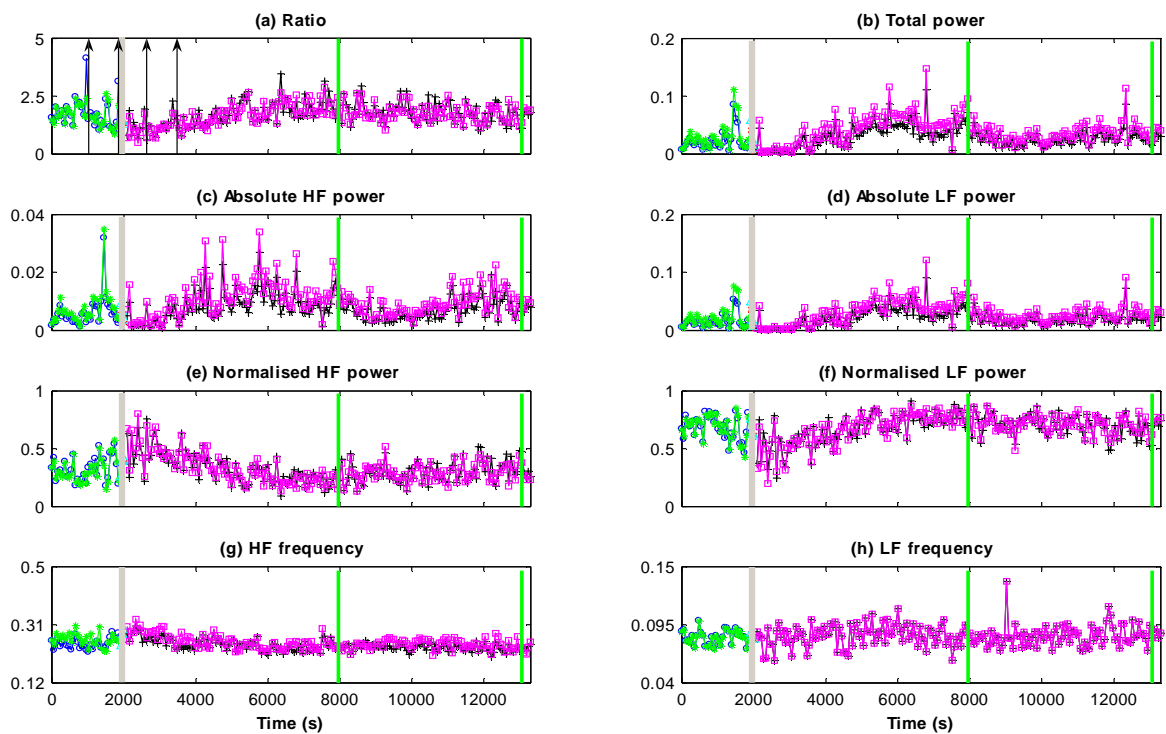 (a) Ratio
5
2.5
0
(b) Total power
0.2
0.1
0
(c) Absolute HF power
0.04
0.02
0
(d) Absolute LF power
0.2
0.1
0
(e) Normalised HF power
1
0.5
0
(f) Normalised LF power
1
0.5
0
(g) HF frequency
0.5
0.31
0.12
0 2000 4000 6000 8000 10000 12000
Time (s)
(h) LF frequency
0.15
0.095
0.04
0 2000 4000 6000 8000 10000 12000
Time (s)